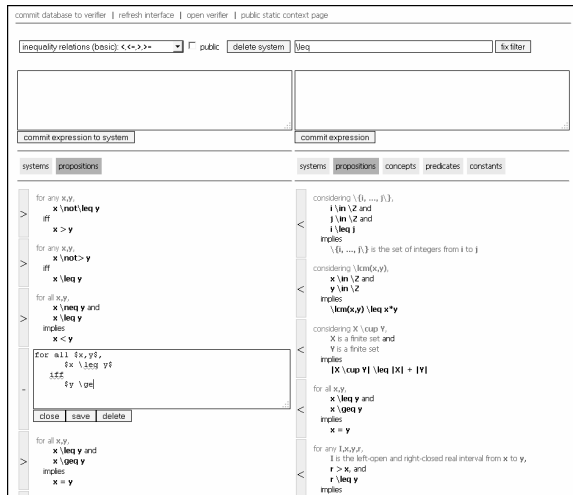 commit database to verifier | refresh interface | open verifier | public static context page
inequality relations (basic): <,<=,>,>= public delete system \leq fix filter
commit expression to system
commit expression
systems propositions
systems propositions concepts predicates constants
>
for any x,y,
x \not\leq y
iff
x > y
>
for any x,y,
x \not> y
iff
x \leq y
>
for all x,y,
x \neq y and
x \leq y
implies
x < y
-
for all $x,y$,
$x \leq y$
iff
$y \ge
close save delete
>
for all x,y,
x \leq y and
x \geq y
implies
x = y
<
considering \{i, ..., j\},
i \in \Z and
j \in \Z and
i \leq j
implies
\{i, ..., j\} is the set of integers from i to j
<
considering \lcm(x,y),
x \in \Z and
y \in \Z
implies
\lcm(x,y) \leq x*y
<
considering X \cup Y,
X is a finite set and
Y is a finite set
implies
|X \cup Y| \leq |X| + |Y|
<
for all x,y,
x \leq y and
x \geq y
implies
x = y
<
for any I,x,y,r,
I is the left-open and right-closed real interval from x to y,
r > x, and
r \leq y
implies